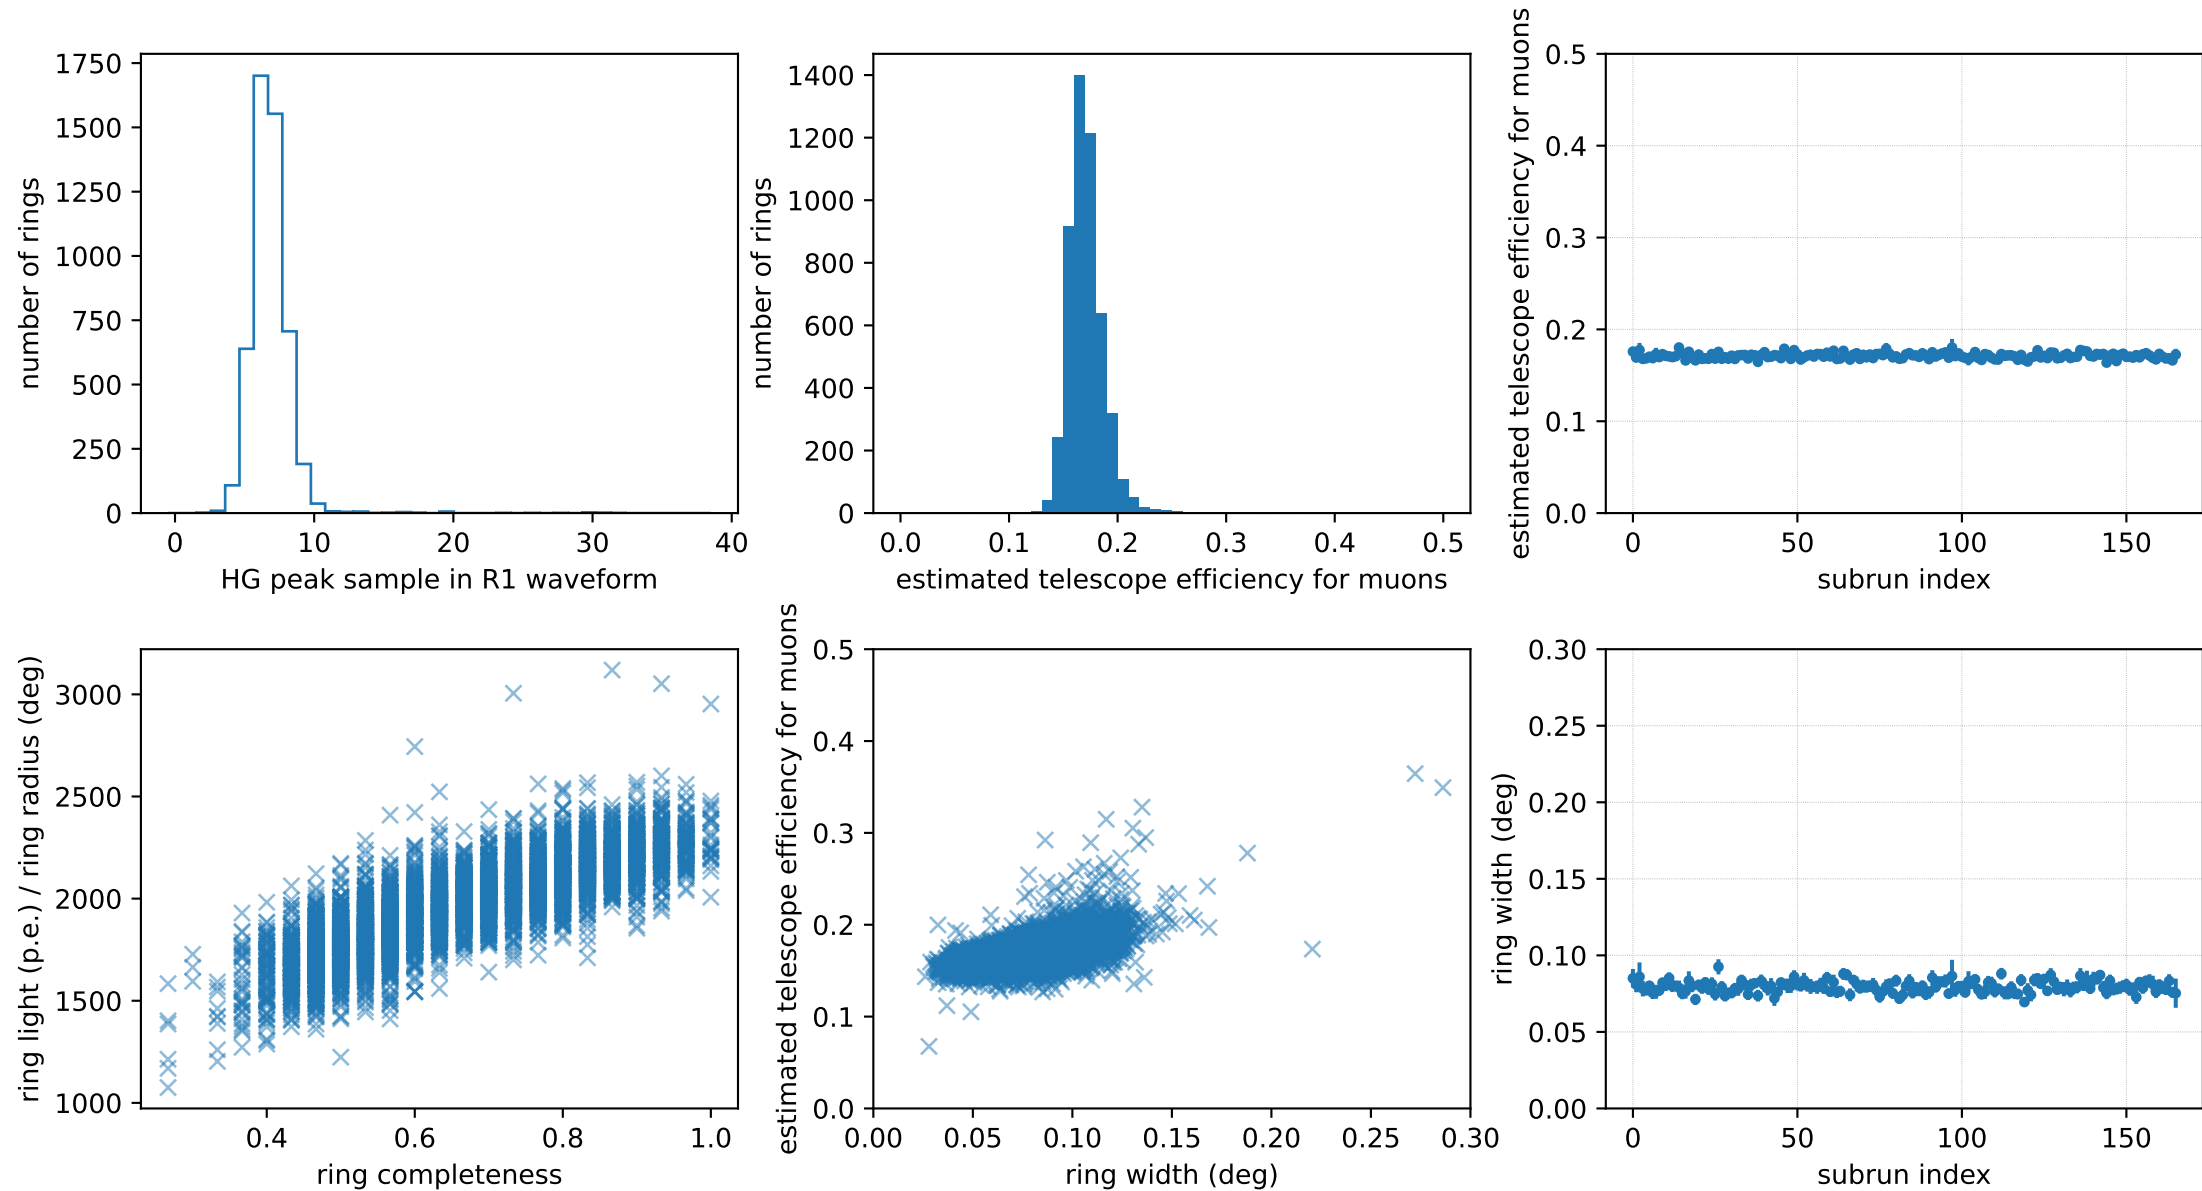 1750
1500
1250
1000
750
500
250
0
number of rings
0 10 20 30 40
HG peak sample in R1 waveform
1400
1200
1000
800
600
400
200
0
number of rings
0.0 0.1 0.2 0.3 0.4 0.5
estimated telescope efficiency for muons
0.5
0.4
0.3
0.2
0.1
0.0
estimated telescope efficiency for muons
0 50 100 150
subrun index
3000
2500
2000
1500
1000
ring light (p.e.) / ring radius (deg)
0.4 0.6 0.8 1.0
ring completeness
0.5
0.4
0.3
0.2
0.1
0.0
estimated telescope efficiency for muons
0.00 0.05 0.10 0.15 0.20 0.25 0.30
ring width (deg)
0.30
0.25
0.20
0.15
0.10
0.05
0.00
ring width (deg)
0 50 100 150
subrun index